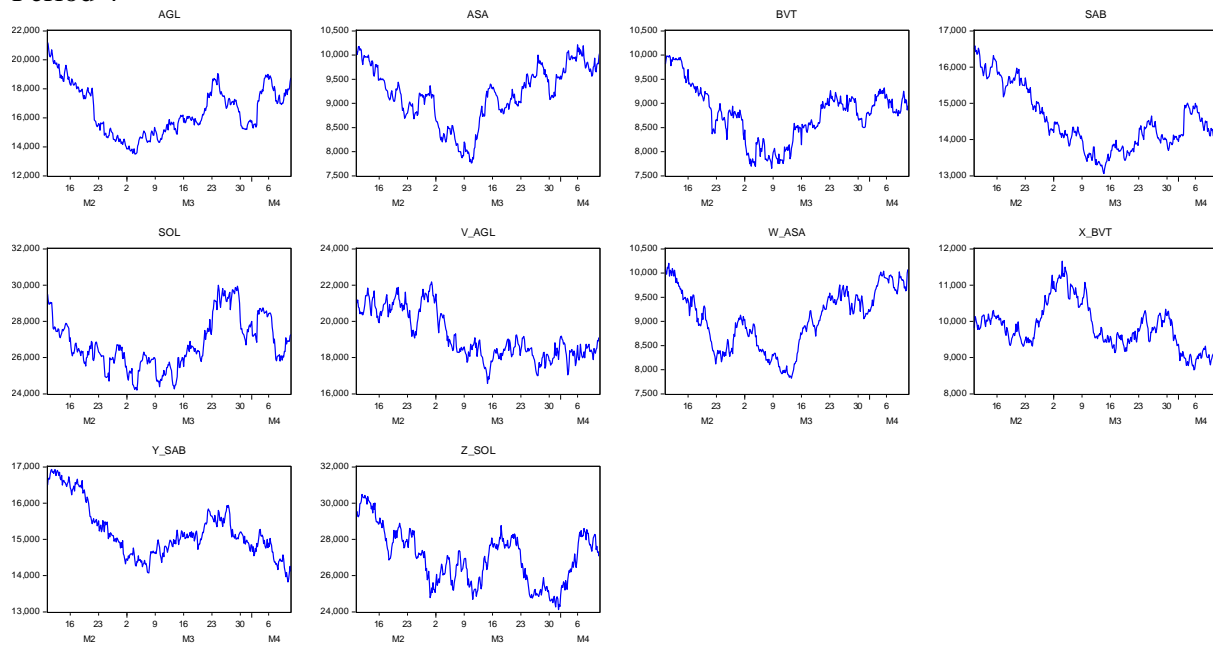 AGL
ASA
BVT
SAB
22,000
20,000
18,000
16,000
14,000
12,000
16 23 2 9 16 23 30 6
M2 M3 M4
10,500
10,000
9,500
9,000
8,500
8,000
7,500
16 23 2 9 16 23 30 6
M2 M3 M4
10,500
10,000
9,500
9,000
8,500
8,000
7,500
16 23 2 9 16 23 30 6
M2 M3 M4
17,000
16,000
15,000
14,000
13,000
16 23 2 9 16 23 30 6
M2 M3 M4
SOL
V_AGL
W_ASA
X_BVT
32,000
30,000
28,000
26,000
24,000
16 23 2 9 16 23 30 6
M2 M3 M4
24,000
22,000
20,000
18,000
16,000
16 23 2 9 16 23 30 6
M2 M3 M4
10,500
10,000
9,500
9,000
8,500
8,000
7,500
16 23 2 9 16 23 30 6
M2 M3 M4
12,000
11,000
10,000
9,000
8,000
16 23 2 9 16 23 30 6
M2 M3 M4
Y_SAB
Z_SOL
17,000
16,000
15,000
14,000
13,000
16 23 2 9 16 23 30 6
M2 M3 M4
32,000
30,000
28,000
26,000
24,000
16 23 2 9 16 23 30 6
M2 M3 M4